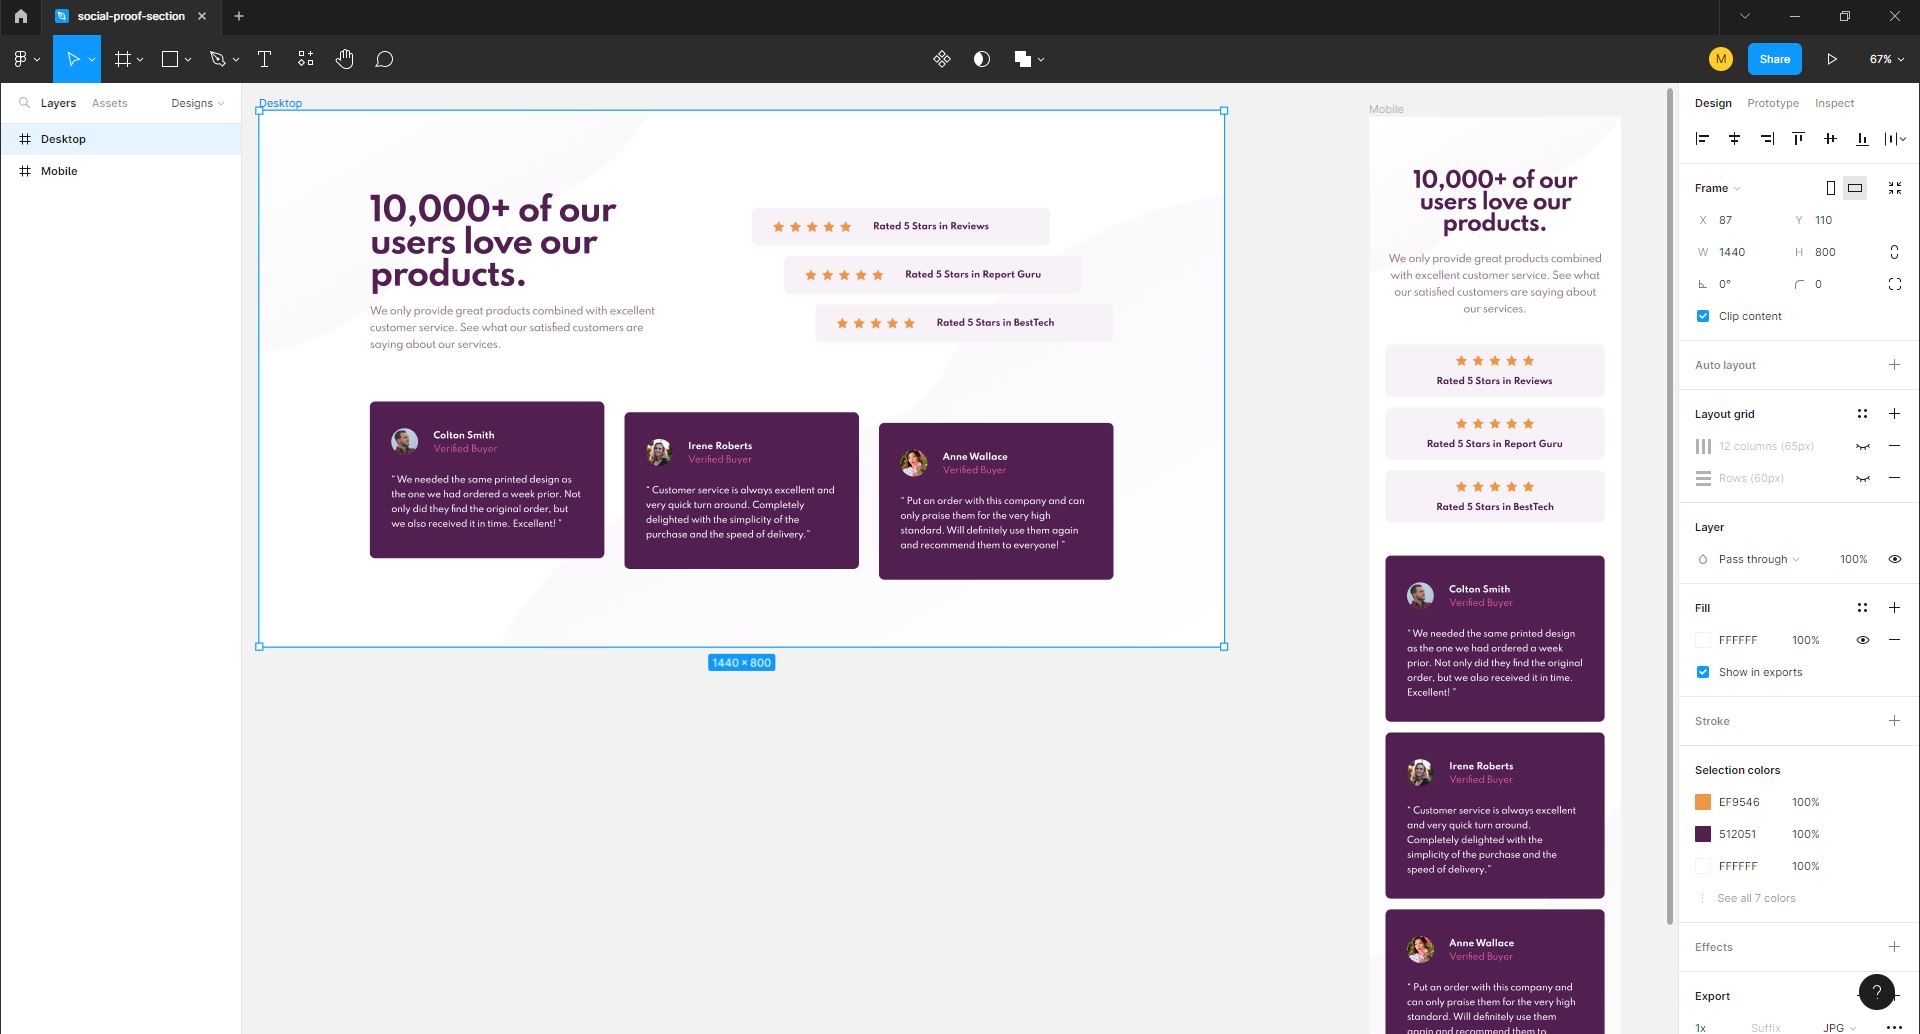 social-proof-section
M
Share
67%
Layers
Assets
Designs
Desktop
Mobile
Desktop
10,000+ of our
users love our
products.
We only provide great products combined with excellent
customer service. See what our satisfied customers are
saying about our services.
Rated 5 Stars in Reviews
Rated 5 Stars in Report Guru
Rated 5 Stars in BestTech
Colton Smith
Verified Buyer
“ We needed the same printed design as
the one we had ordered a week prior. Not
only did they find the original order, but
we also received it in time. Excellent! ”
Irene Roberts
Verified Buyer
“ Customer service is always excellent and
very quick turn around. Completely
delighted with the simplicity of the
purchase and the speed of delivery.”
Anne Wallace
Verified Buyer
“ Put an order with this company and can
only praise them for the very high
standard. Will definitely use them again
and recommend them to everyone! ”
1440 × 800
Mobile
10,000+ of our
users love our
products.
We only provide great products combined
with excellent customer service. See what
our satisfied customers are saying about
our services.
Rated 5 Stars in Reviews
Rated 5 Stars in Report Guru
Rated 5 Stars in BestTech
Colton Smith
Verified Buyer
“ We needed the same printed design
as the one we had ordered a week
prior. Not only did they find the original
order, but we also received it in time.
Excellent! ”
Irene Roberts
Verified Buyer
“ Customer service is always excellent
and very quick turn around.
Completely delighted with the
simplicity of the purchase and the
speed of delivery.”
Anne Wallace
Verified Buyer
“ Put an order with this company and
can only praise them for the very high
standard. Will definitely use them
again and recommend them to
Design
Prototype
Inspect
Frame
X 87
Y 110
W 1440
H 800
0°
0
Clip content
Auto layout
Layout grid
12 columns (65px)
Rows (60px)
Layer
Pass through
100%
Fill
FFFFFF 100%
Show in exports
Stroke
Selection colors
EF9546 100%
512051 100%
FFFFFF 100%
See all 7 colors
Effects
Export
?
1x
Suffix
JPG